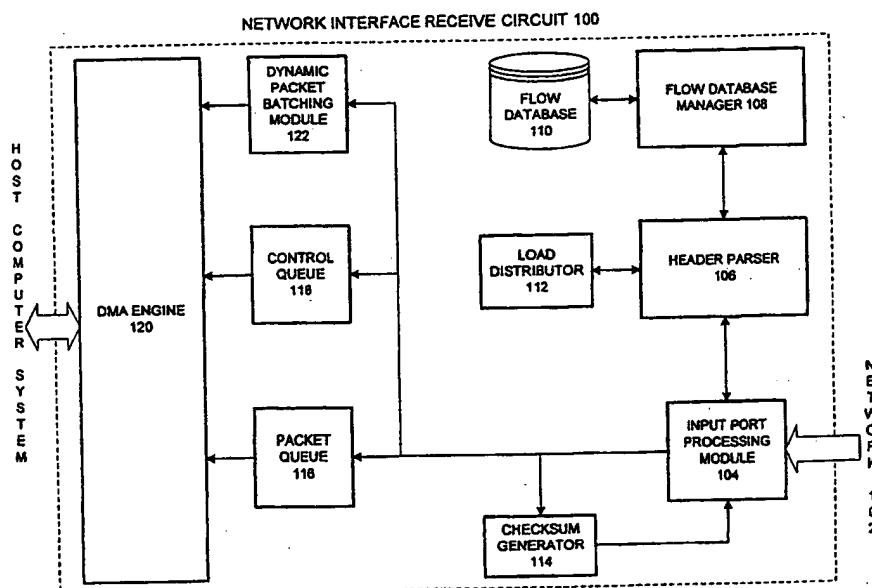 NETWORK INTERFACE RECEIVE CIRCUIT 100
DYNAMIC
PACKET
BATCHING
MODULE
122
FLOW
DATABASE
110
FLOW DATABASE
MANAGER 108
HOST COMPUTER SYSTEM
DMA ENGINE
120
CONTROL
QUEUE
118
LOAD
DISTRIBUTOR
112
HEADER PARSER
106
PACKET
QUEUE
116
INPUT PORT
PROCESSING
MODULE
104
NETWORK 102
CHECKSUM
GENERATOR
114